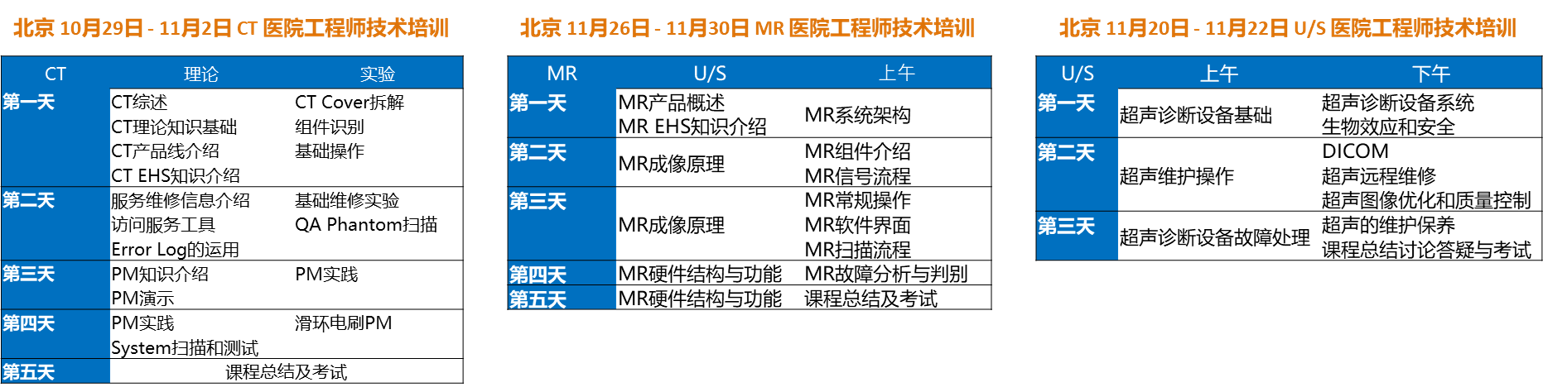 北京 10月29日 - 11月2日 CT 医院工程师技术培训
CT 理论 实验
第一天 CT综述 CT Cover拆解
CT理论知识基础 组件识别
CT产品线介绍 基础操作
CT EHS知识介绍
第二天 服务维修信息介绍 基础维修实验
访问服务工具 QA Phantom扫描
Error Log的运用
第三天 PM知识介绍 PM实践
PM演示
第四天 PM实践 滑环电刷PM
System扫描和测试
第五天 课程总结及考试
北京 11月26日 - 11月30日 MR 医院工程师技术培训
MR U/S 上午
第一天 MR产品概述
MR EHS知识介绍
MR系统架构
第二天 MR成像原理
MR组件介绍
MR信号流程
第三天 MR成像原理
MR常规操作
MR软件界面
MR扫描流程
第四天 MR硬件结构与功能 MR故障分析与判别
第五天 MR硬件结构与功能 课程总结及考试
北京 11月20日 - 11月22日 U/S 医院工程师技术培训
U/S 上午 下午
第一天 超声诊断设备基础
超声诊断设备系统
生物效应和安全
第二天 超声维护操作
DICOM
超声远程维修
超声图像优化和质量控制
第三天 超声诊断设备故障处理
超声的维护保养
课程总结讨论答疑与考试